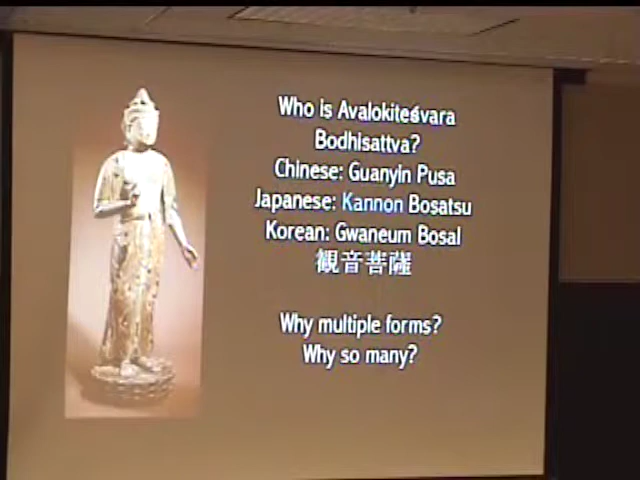 Who is Avalokiteśvara
Bodhisattva?
Chinese: Guanyin Pusa
Japanese: Kannon Bosatsu
Korean: Gwaneum Bosal
観音菩薩
Why multiple forms?
Why so many?